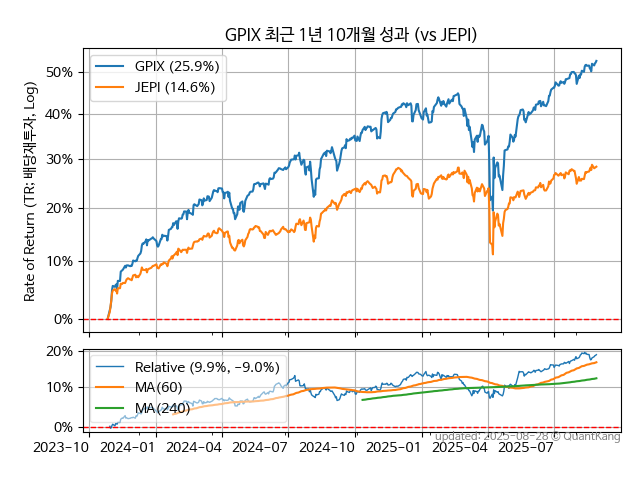 GPIX 최근 1년 10개월 성과 (vs JEPI)
GPIX (25.9%)
JEPI (14.6%)
Rate of Return (TR: 배당재투자, Log)
50%
40%
30%
20%
10%
0%
Relative (9.9%, −9.0%)
MA(60)
MA(240)
20%
10%
0%
updated: 2025-08-28 © QuantKang
2023-10
2024-01
2024-04
2024-07
2024-10
2025-01
2025-04
2025-07